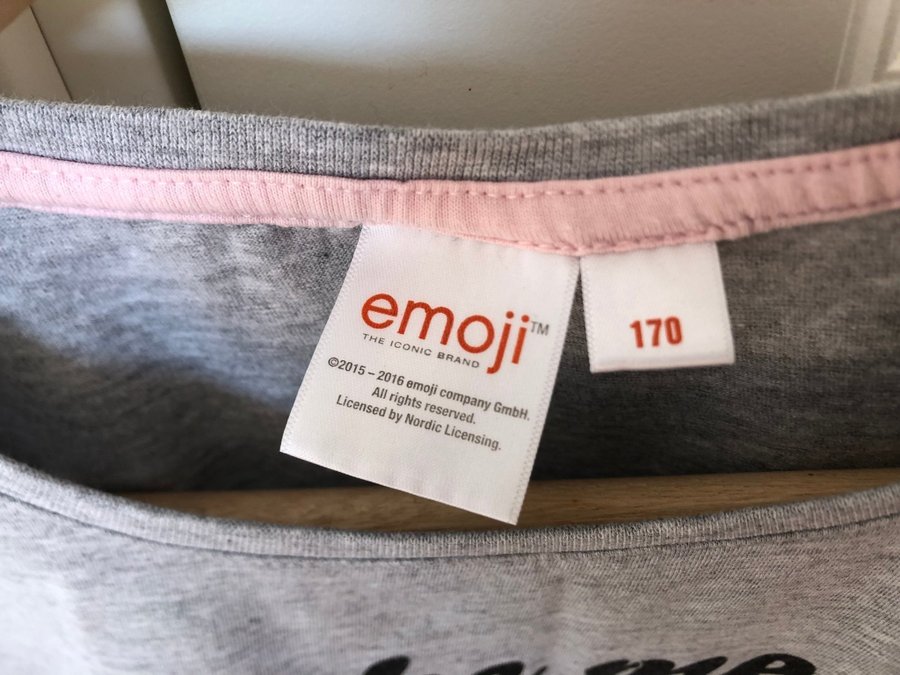 emoji™
THE ICONIC BRAND
©2015 – 2016 emoji company GmbH.
All rights reserved.
Licensed by Nordic Licensing.
170